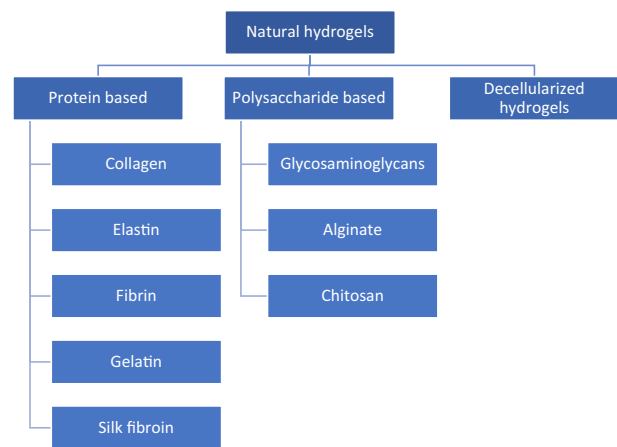 Natural hydrogels
Protein based
Polysaccharide based
Decellularized
hydrogels
Collagen
Elastin
Fibrin
Gelatin
Silk fibroin
Glycosaminoglycans
Alginate
Chitosan